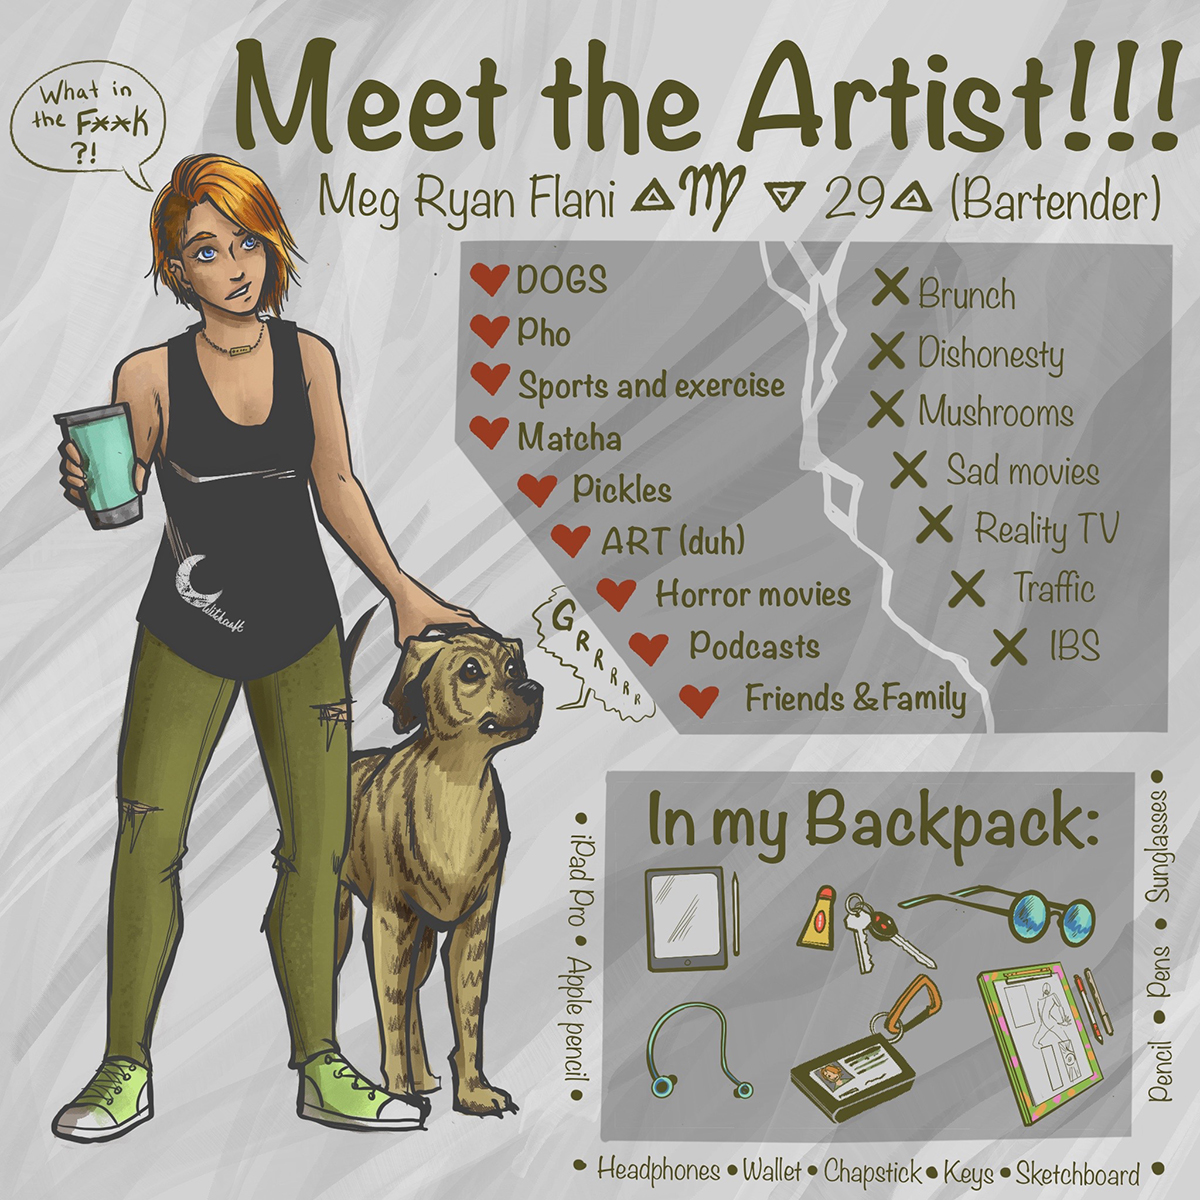 What in
the F**K
?!
Meet the Artist!!!
Meg Ryan Flani ♍ 29 (Bartender)
DOGS
Pho
Sports and exercise
Matcha
Pickles
ART (duh)
Horror movies
Podcasts
Friends & Family
Brunch
Dishonesty
Mushrooms
Sad movies
Reality TV
Traffic
IBS
GRRRRRR
Witchcraft
In my Backpack:
• iPad Pro • Apple pencil •
Pencil • Pens • Sunglasses •
• Headphones • Wallet • Chapstick • Keys • Sketchboard •